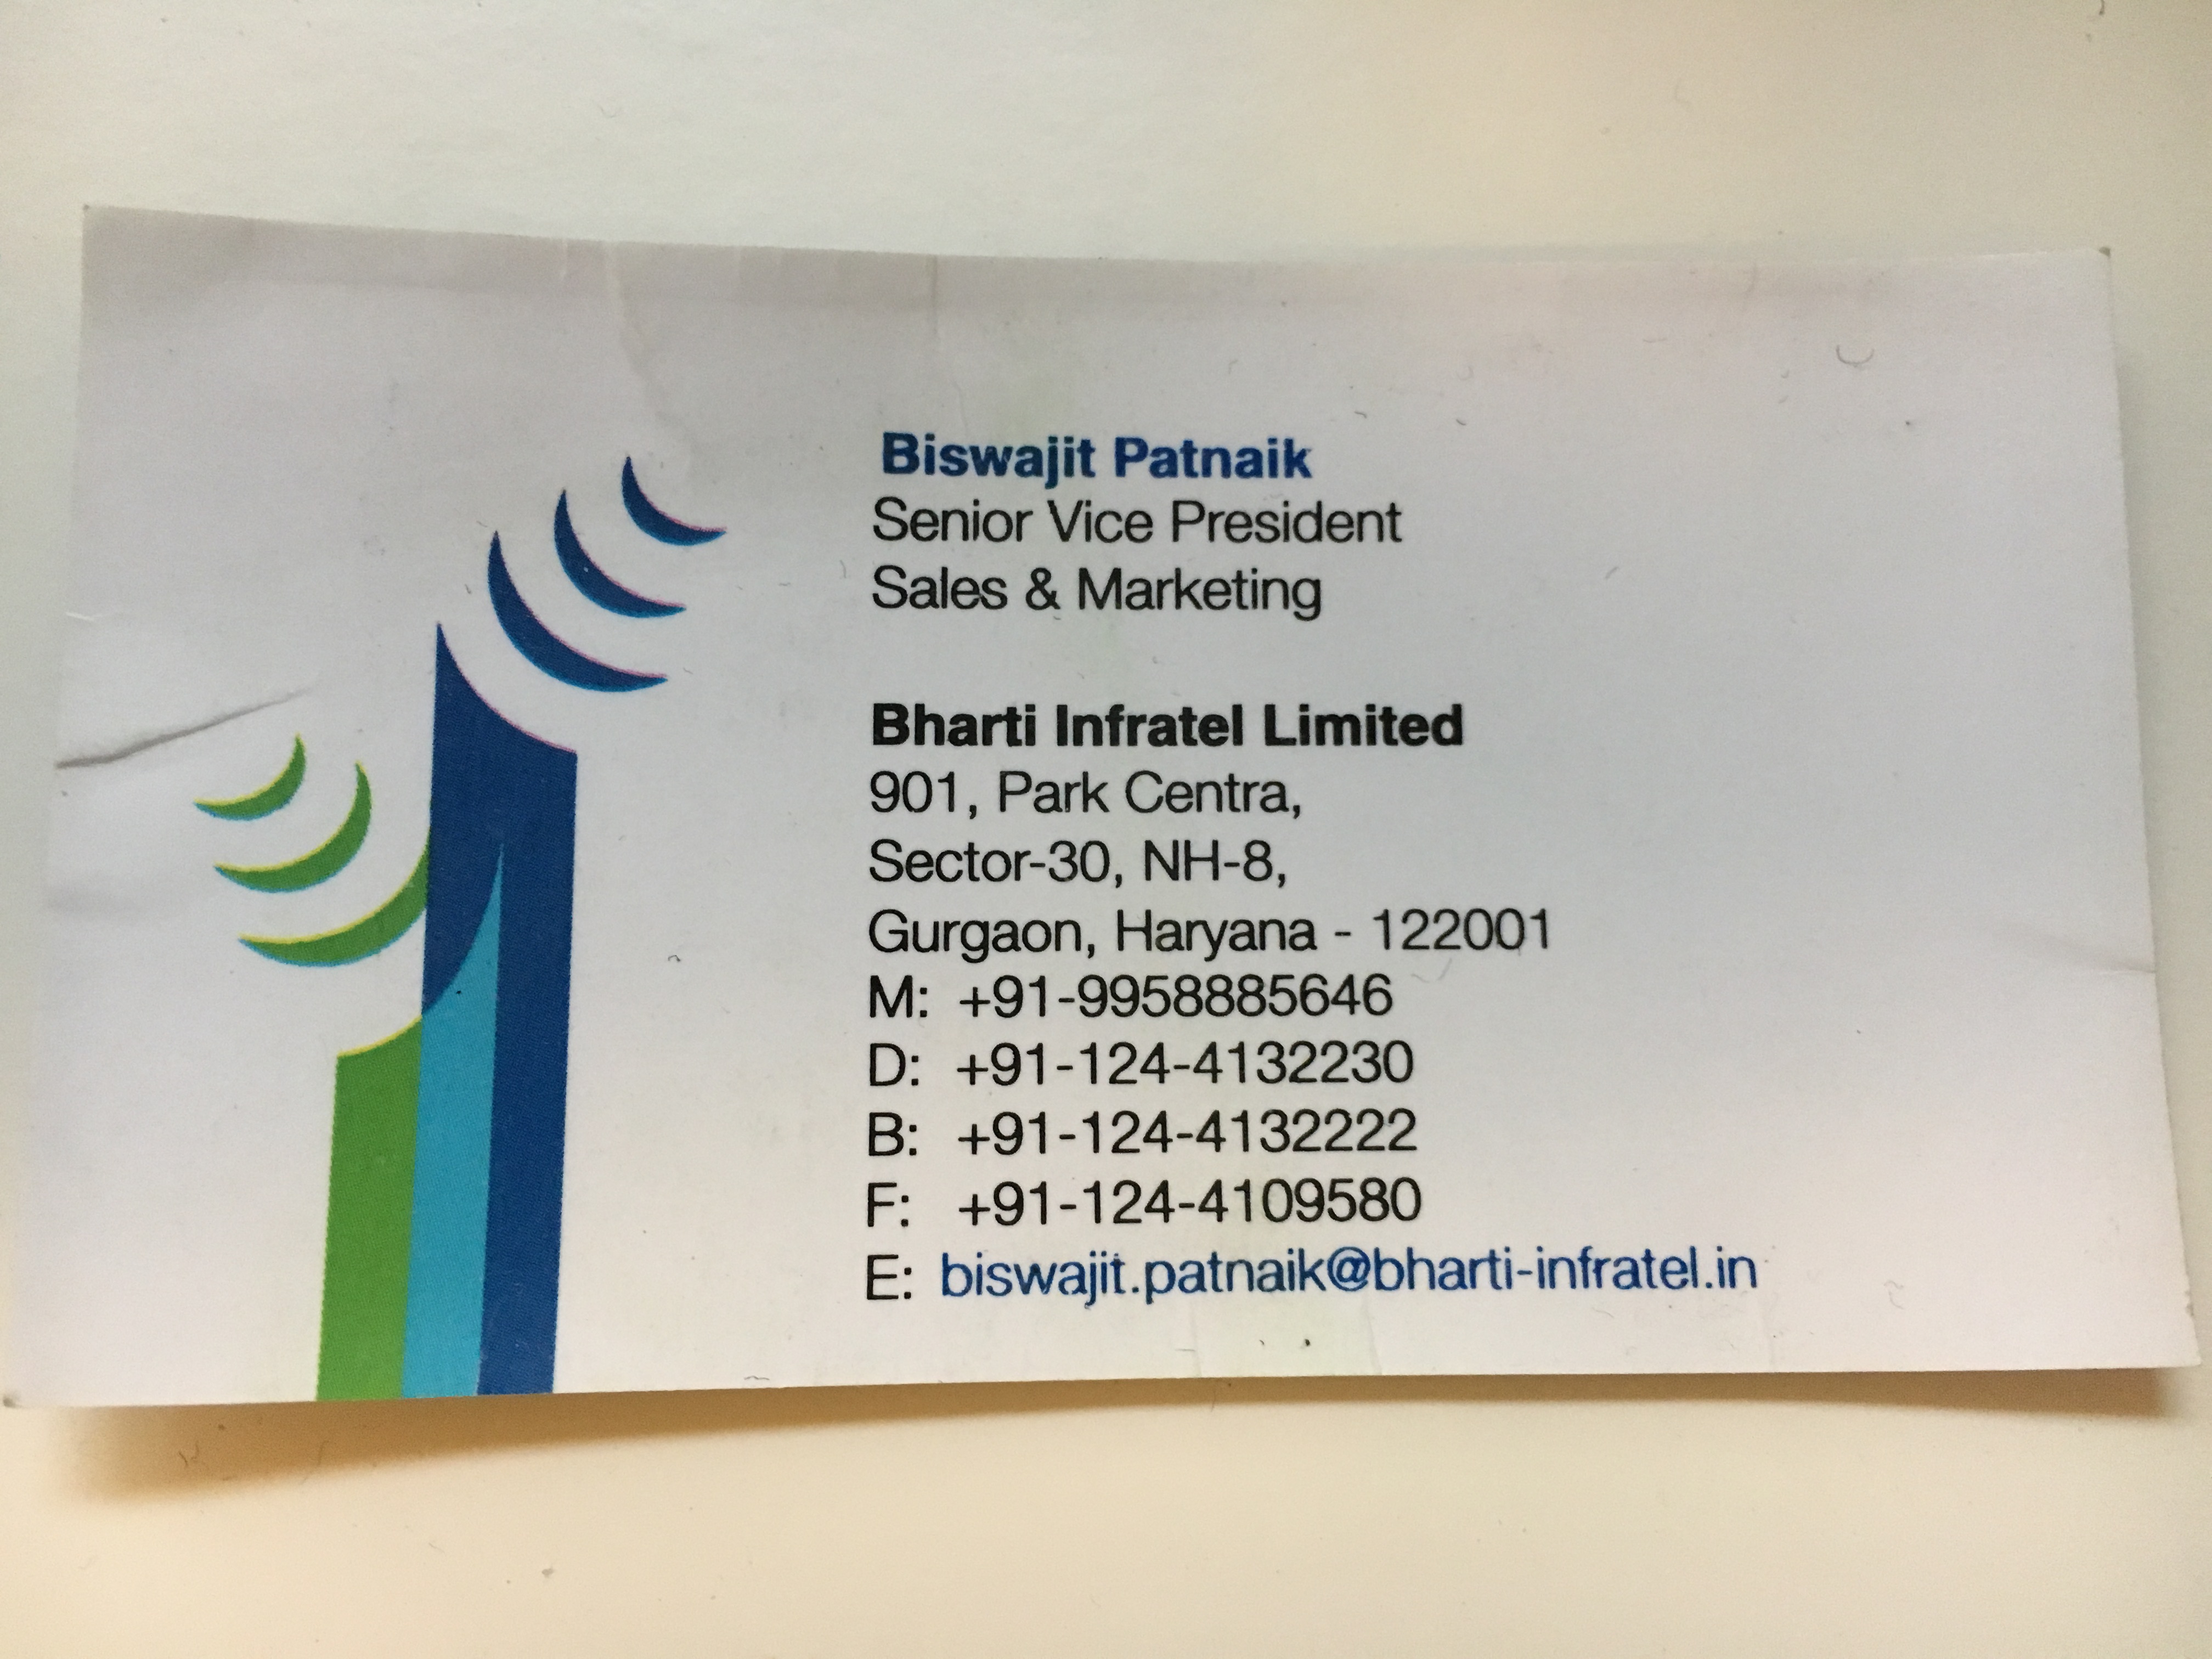 Biswajit Patnaik
Senior Vice President
Sales & Marketing
Bharti Infratel Limited
901, Park Centra,
Sector-30, NH-8,
Gurgaon, Haryana - 122001
M: +91-9958885646
D: +91-124-4132230
B: +91-124-4132222
F: +91-124-4109580
E: biswajit.patnaik@bharti-infratel.in